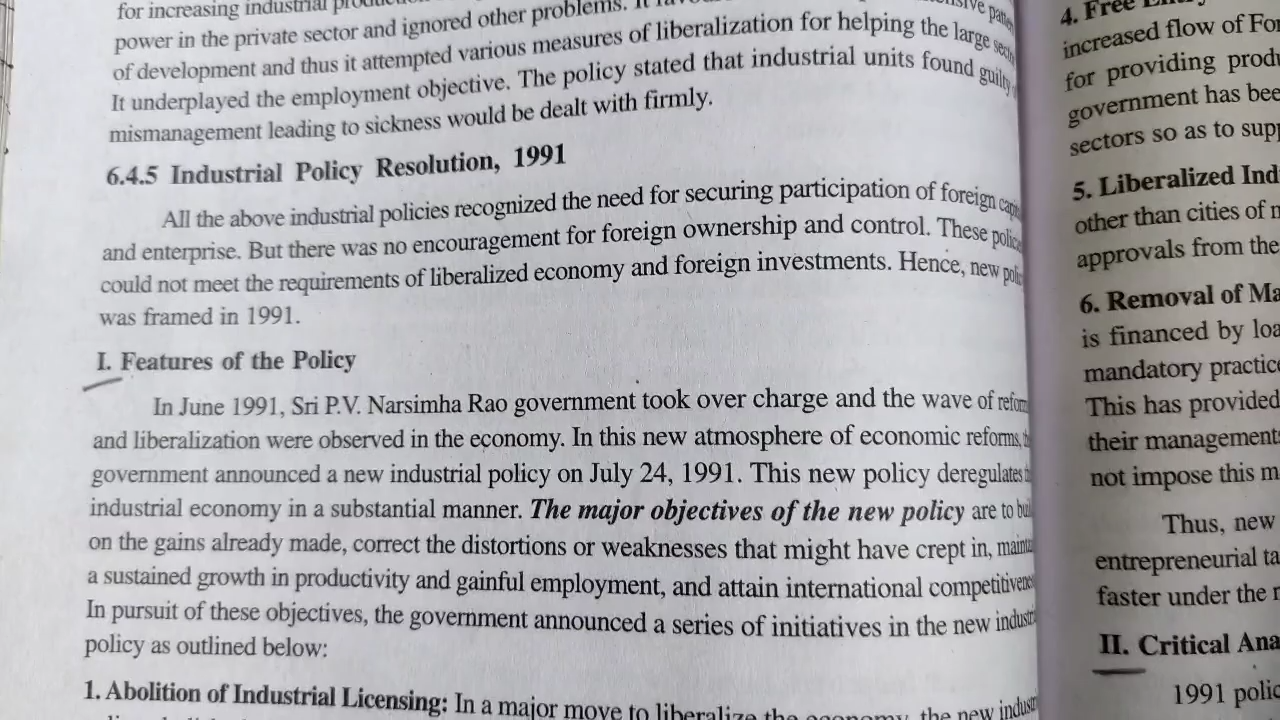 for increasing industrial
power in the private sector and ignored other problems.
of development and thus it attempted various measures of liberalization for helping the large
It underplayed the employment objective. The policy stated that industrial units found guilty
mismanagement leading to sickness would be dealt with firmly.
6.4.5 Industrial Policy Resolution, 1991
All the above industrial policies recognized the need for securing participation of foreign
and enterprise. But there was no encouragement for foreign ownership and control. These
could not meet the requirements of liberalized economy and foreign investments. Hence, new
was framed in 1991.
I. Features of the Policy
In June 1991, Sri P.V. Narsimha Rao government took over charge and the wave of
and liberalization were observed in the economy. In this new atmosphere of economic reforms,
government announced a new industrial policy on July 24, 1991. This new policy deregulates
industrial economy in a substantial manner. The major objectives of the new policy are to
on the gains already made, correct the distortions or weaknesses that might have crept in,
a sustained growth in productivity and gainful employment, and attain international
In pursuit of these objectives, the government announced a series of initiatives in the new
policy as outlined below:
1. Abolition of Industrial Licensing: In a major move to liberalize the economy, the new
4. Free
increased flow of
for providing
government has
sectors so as to
5. Liberalized
other than cities of
approvals from the
6. Removal of
is financed by
mandatory
This has provided
their management
not impose this
Thus, new
entrepreneurial
faster under the
II. Critical
1991